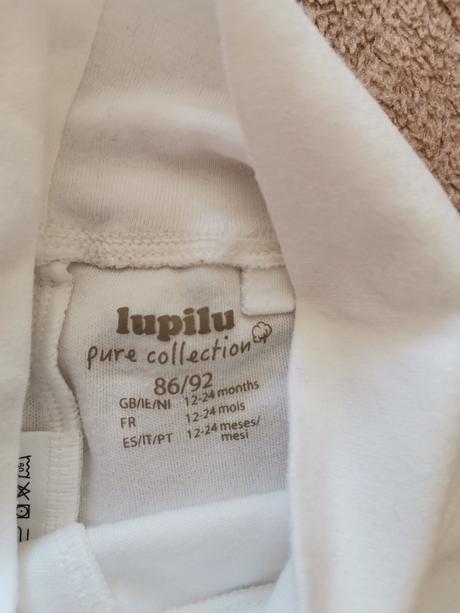 lupilu
pure collection
86/92
GB/IE/NI 12-24 months
FR 12-24 mois
ES/IT/PT 12-24 meses/
mesi
60